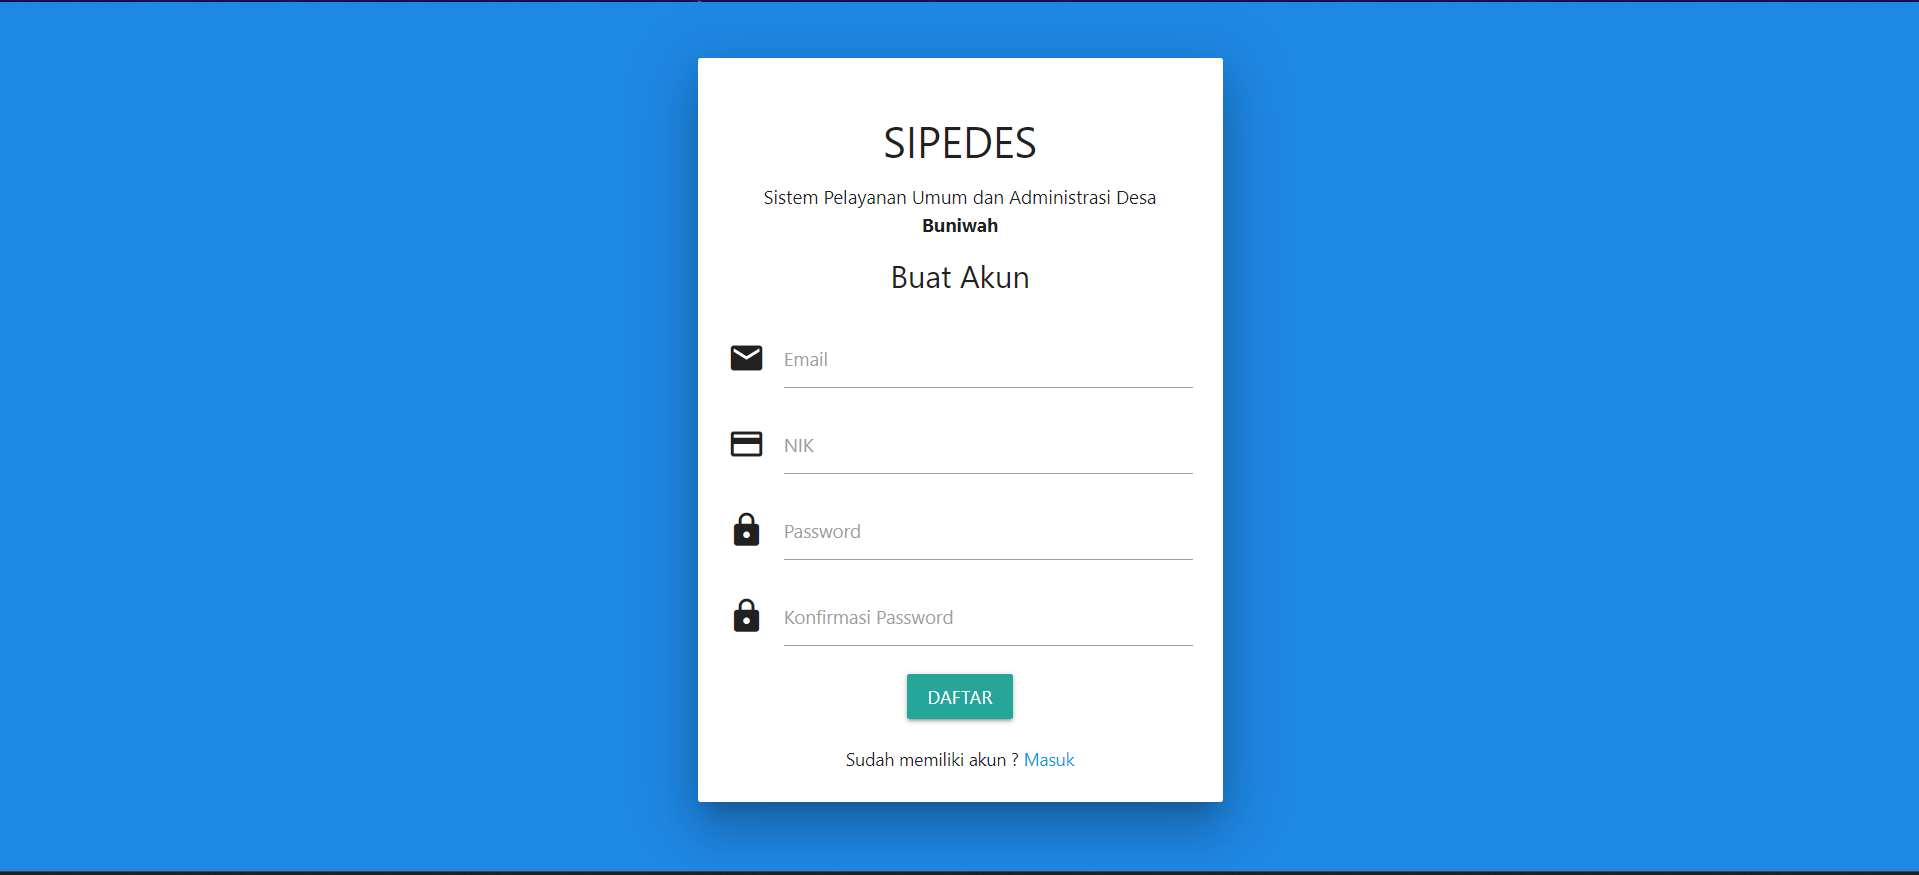 SIPEDES
Sistem Pelayanan Umum dan Administrasi Desa
Buniwah
Buat Akun
Email
NIK
Password
Konfirmasi Password
DAFTAR
Sudah memiliki akun ? Masuk